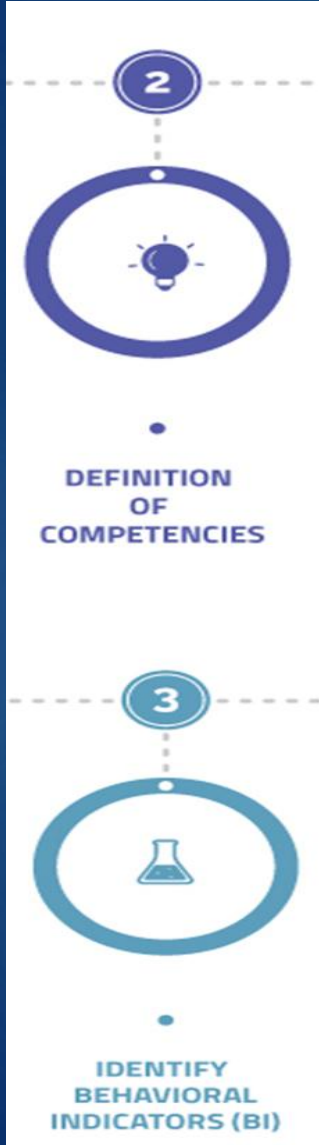 2
DEFINITION
OF
COMPETENCIES
3
IDENTIFY
BEHAVIORAL
INDICATORS (BI)